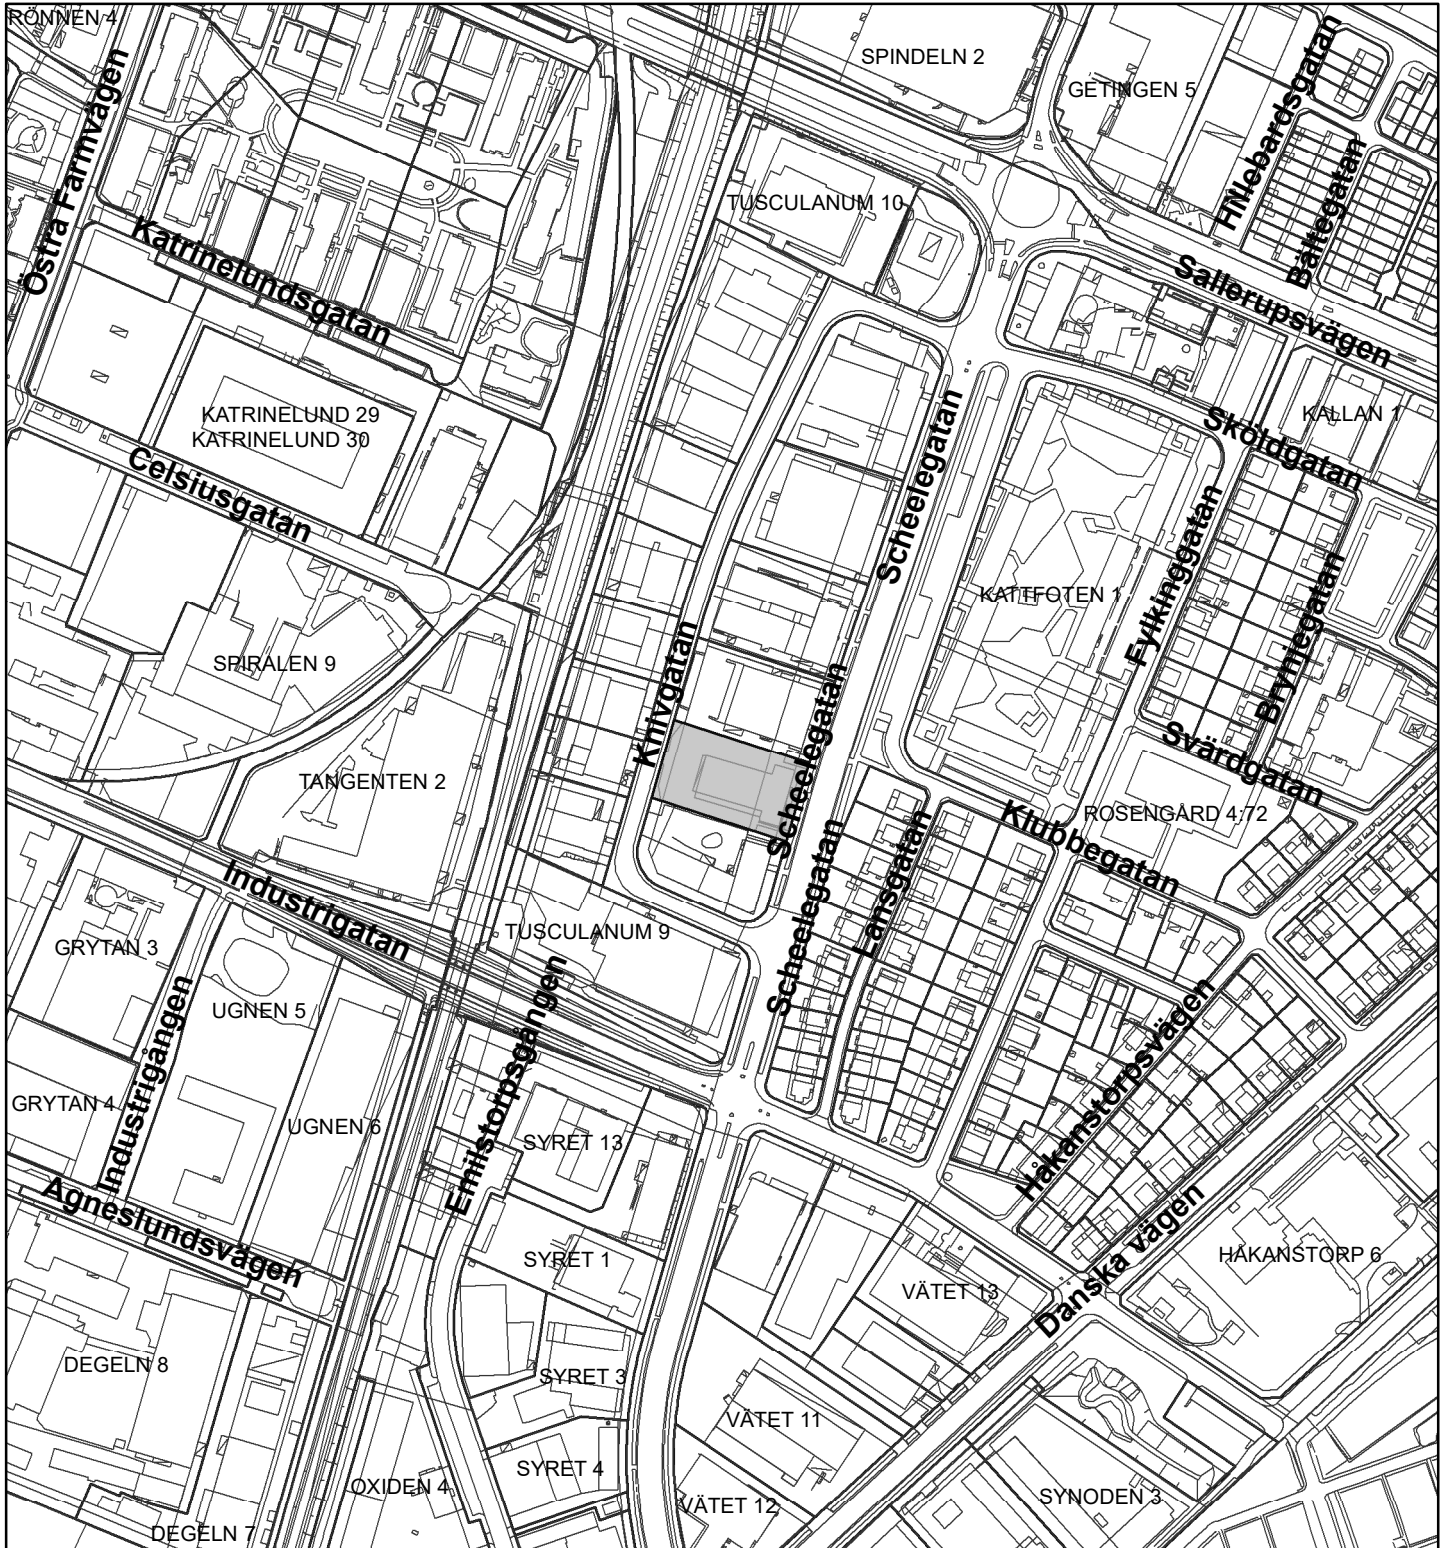 RÖNNEN 4
SPINDELN 2
GETINGEN 5
Östra Farmvägen
Hillebardsgatan
Bältegatan
TUSCULANUM 10
Katrinelundsgatan
Sallerupsvägen
KATRINELUND 29
KATRINELUND 30
KALLAN 1
Sköldgatan
Celsiusgatan
Scheelegatan
Fylkinggatan
KATTFOTEN 1
Brynjegatan
SPIRALEN 9
Knivgatan
Scheelegatan
Svärdgatan
TANGENTEN 2
ROSENGÅRD 4:72
Klubbegatan
Scheelegatan
Lansgatan
Industrigatan
TUSCULANUM 9
GRYTAN 3
Emilstorpsgången
UGNEN 5
Industrigången
Håkanstorpsvägen
GRYTAN 4
UGNEN 6
SYRET 13
Agneslundsvägen
SYRET 1
Danska vägen
HÅKANSTORP 6
VÄTET 13
DEGELN 8
SYRET 3
VÄTET 11
SYRET 4
OXIDEN 4
VÄTET 12
SYNODEN 3
DEGELN 7